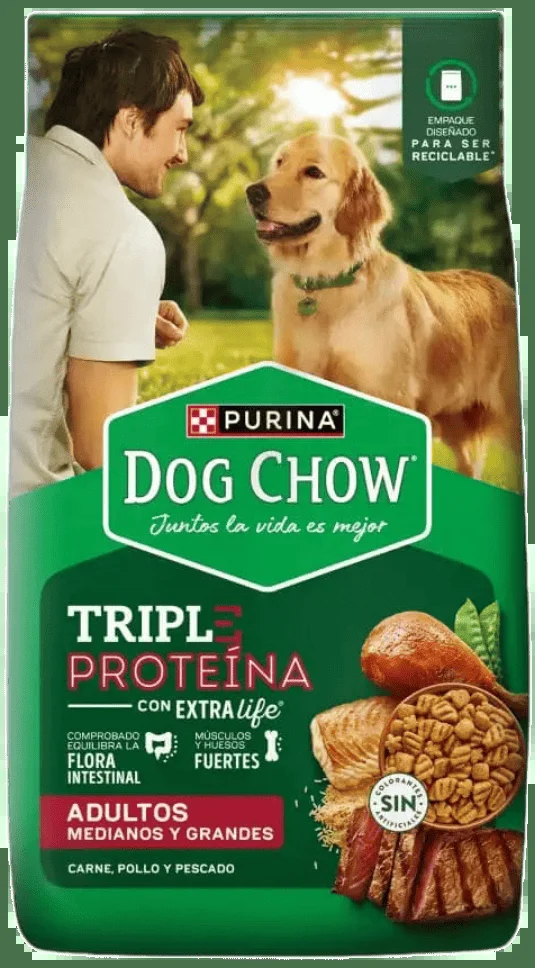 EMPAQUE
DISEÑADO
PARA SER
RECICLABLE*
PURINA®
DOG CHOW®
Juntos la vida es mejor
TRIPLE
PROTEÍNA
CON EXTRA life®
COMPROBADO
EQUILIBRA LA
FLORA
INTESTINAL
MÚSCULOS
Y HUESOS
FUERTES
COLORANTES
SIN
ARTIFICIALES
ADULTOS
MEDIANOS Y GRANDES
CARNE, POLLO Y PESCADO